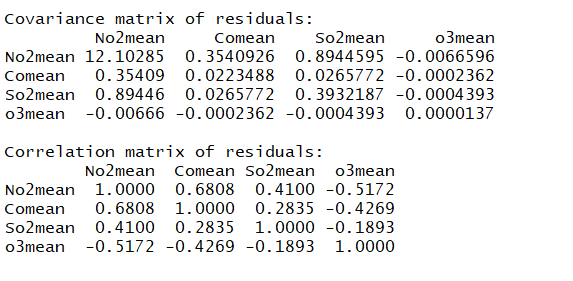 Covariance matrix of residuals:
No2mean Comean So2mean o3mean
No2mean 12.10285 0.3540926 0.8944595 -0.0066596
Comean 0.35409 0.0223488 0.0265772 -0.0002362
So2mean 0.89446 0.0265772 0.3932187 -0.0004393
o3mean -0.00666 -0.0002362 -0.0004393 0.0000137
Correlation matrix of residuals:
No2mean Comean So2mean o3mean
No2mean 1.0000 0.6808 0.4100 -0.5172
Comean 0.6808 1.0000 0.2835 -0.4269
So2mean 0.4100 0.2835 1.0000 -0.1893
o3mean -0.5172 -0.4269 -0.1893 1.0000